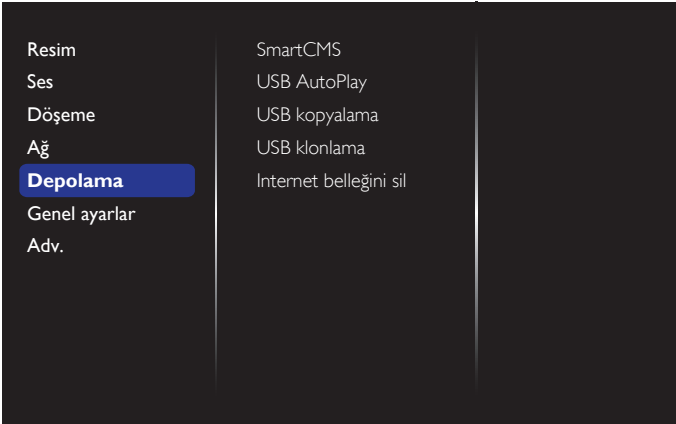 Resim
Ses
Döşeme
Ağ
Depolama
Genel ayarlar
Adv.
SmartCMS
USB AutoPlay
USB kopyalama
USB klonlama
Internet belleğini sil